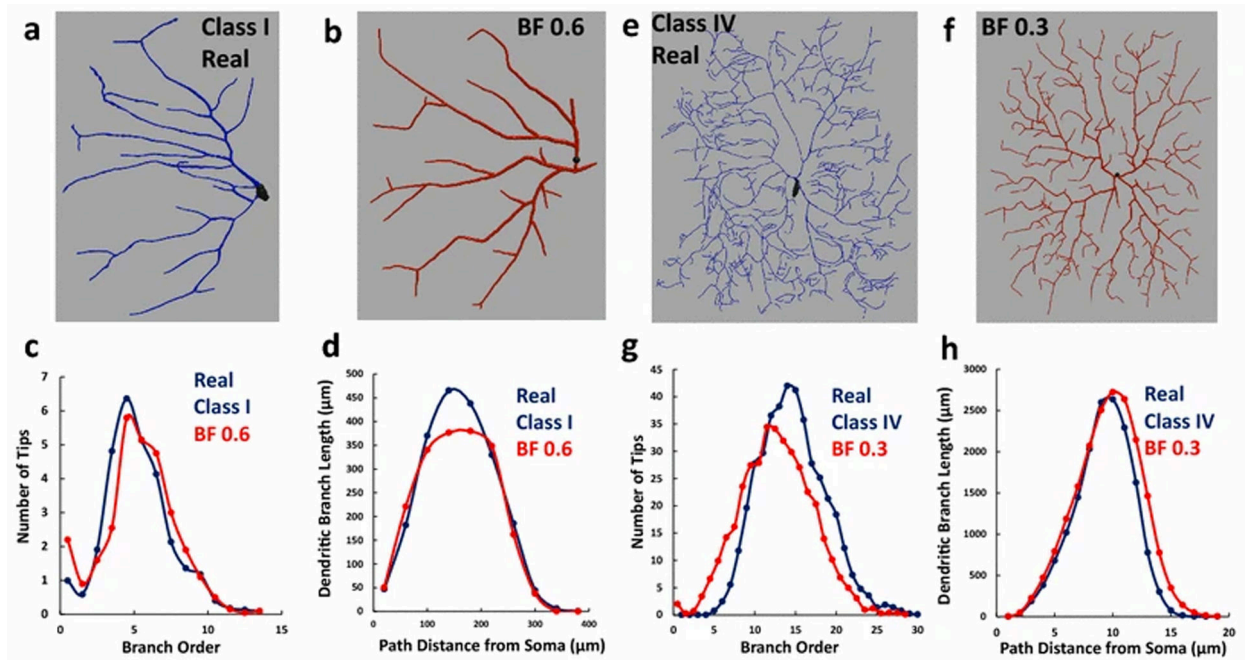 a
Class I
Real
b
BF 0.6
e
Class IV
Real
f
BF 0.3
c
7
6
5
4
3
2
1
0
Number of Tips
Real
Class I
BF 0.6
0
5
10
15
Branch Order
d
500
450
400
350
300
250
200
150
100
50
0
Dendritic Branch Length (μm)
Real
Class I
BF 0.6
0
100
200
300
400
Path Distance from Soma (μm)
g
45
40
35
30
25
20
15
10
5
0
Number of Tips
Real
Class IV
BF 0.3
0
5
10
15
20
25
30
Branch Order
h
3000
2500
2000
1500
1000
500
0
Dendritic Branch Length (μm)
Real
Class IV
BF 0.3
0
5
10
15
20
Path Distance from Soma (μm)